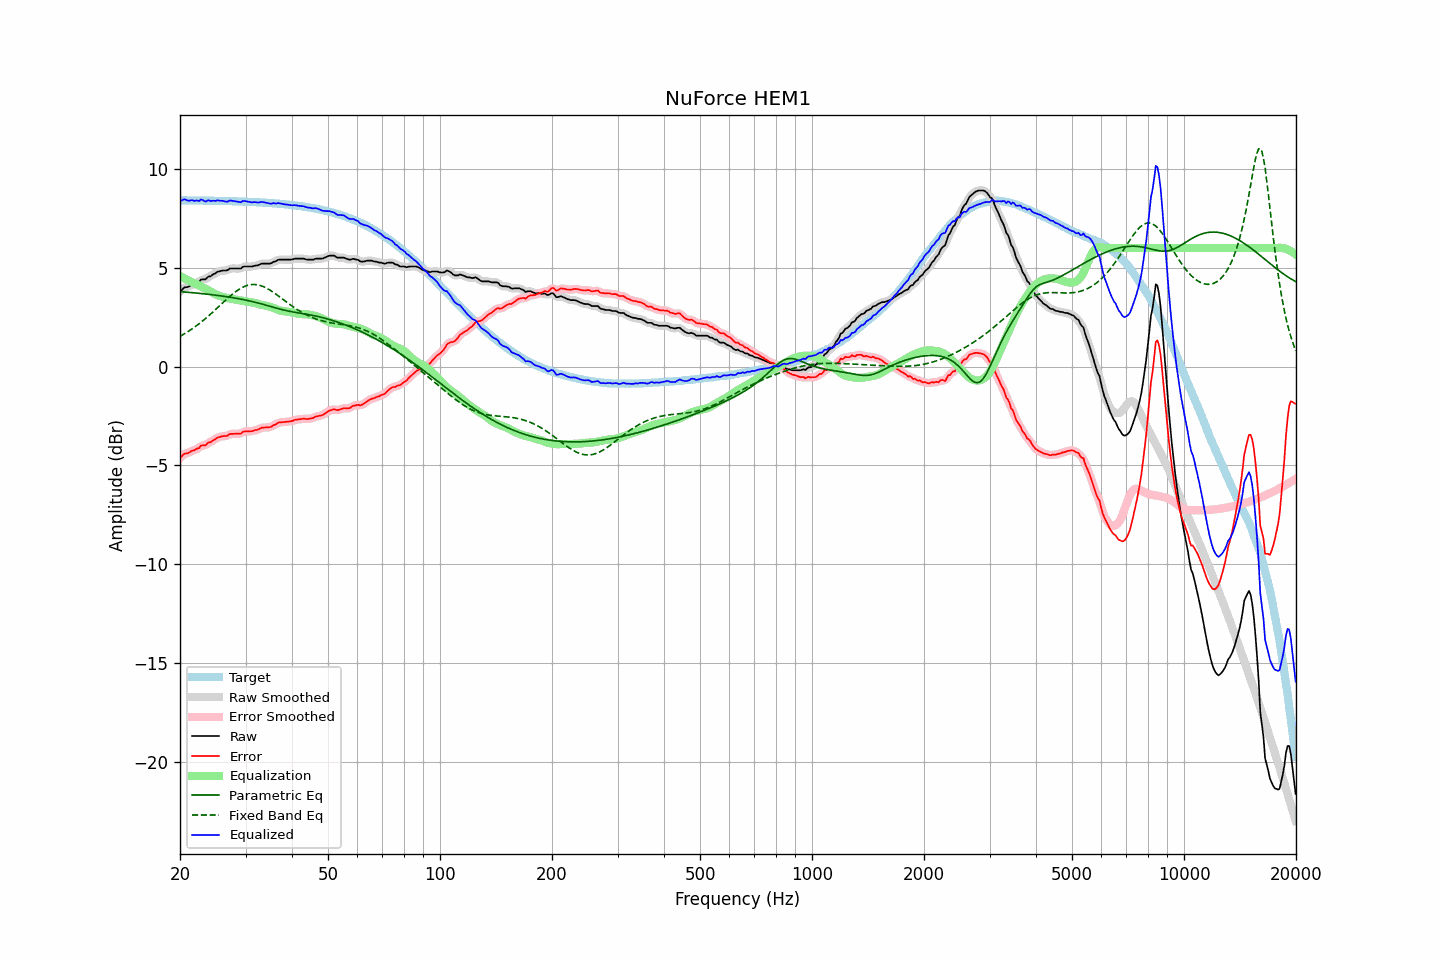 NuForce HEM1
Amplitude (dBr)
10
5
0
−5
−10
−15
−20
Target
Raw Smoothed
Error Smoothed
Raw
Error
Equalization
Parametric Eq
Fixed Band Eq
Equalized
20 50 100 200 500 1000 2000 5000 10000 20000
Frequency (Hz)